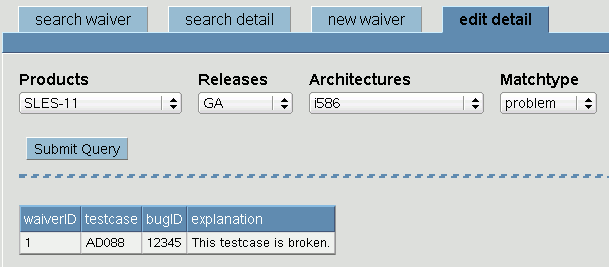 search waiver search detail new waiver edit detail
Products Releases Architectures Matchtype
SLES-11 GA i586 problem
Submit Query
waiverID testcase bugID explanation
1 AD088 12345 This testcase is broken.